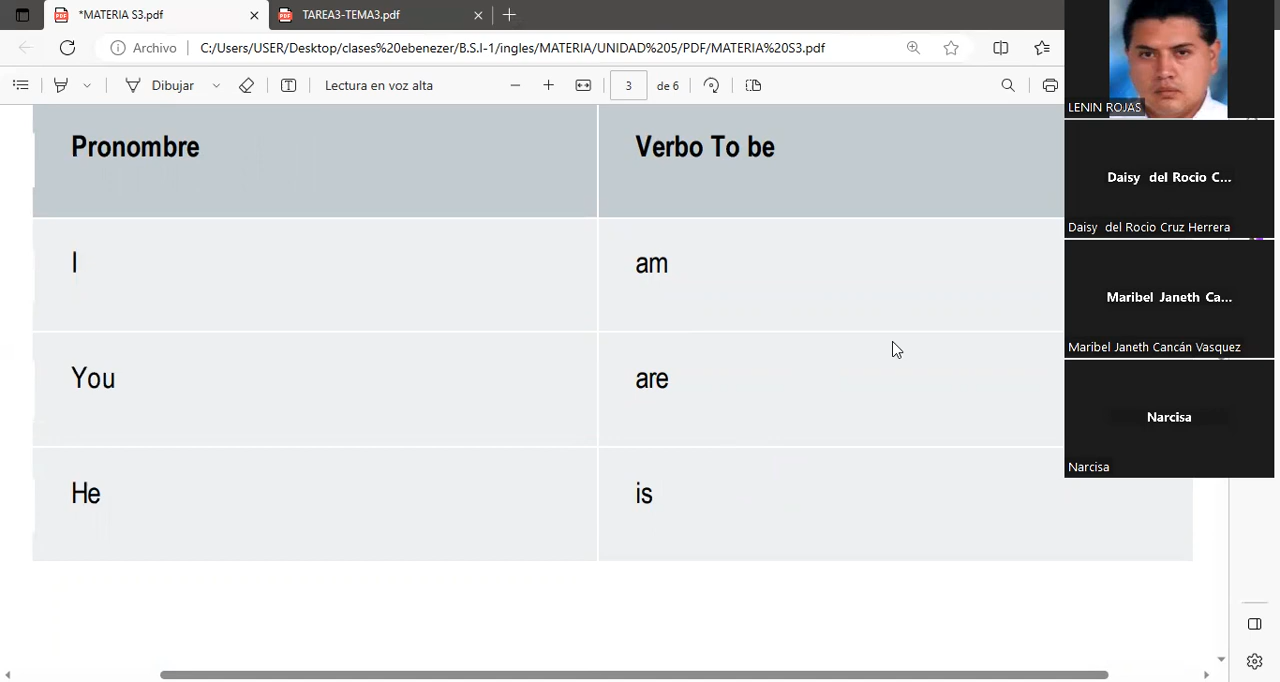 *MATERIA S3.pdf
TAREA3-TEMA3.pdf
Archivo
C:/Users/USER/Desktop/clases%20ebenezer/B.S.I-1/ingles/MATERIA/UNIDAD%205/PDF/MATERIA%20S3.pdf
Dibujar
Lectura en voz alta
3
de 6
LENIN ROJAS
Daisy del Rocio C...
Daisy del Rocio Cruz Herrera
Maribel Janeth Ca...
Maribel Janeth Cancán Vasquez
Narcisa
Narcisa
Pronombre
Verbo To be
I
am
You
are
He
is